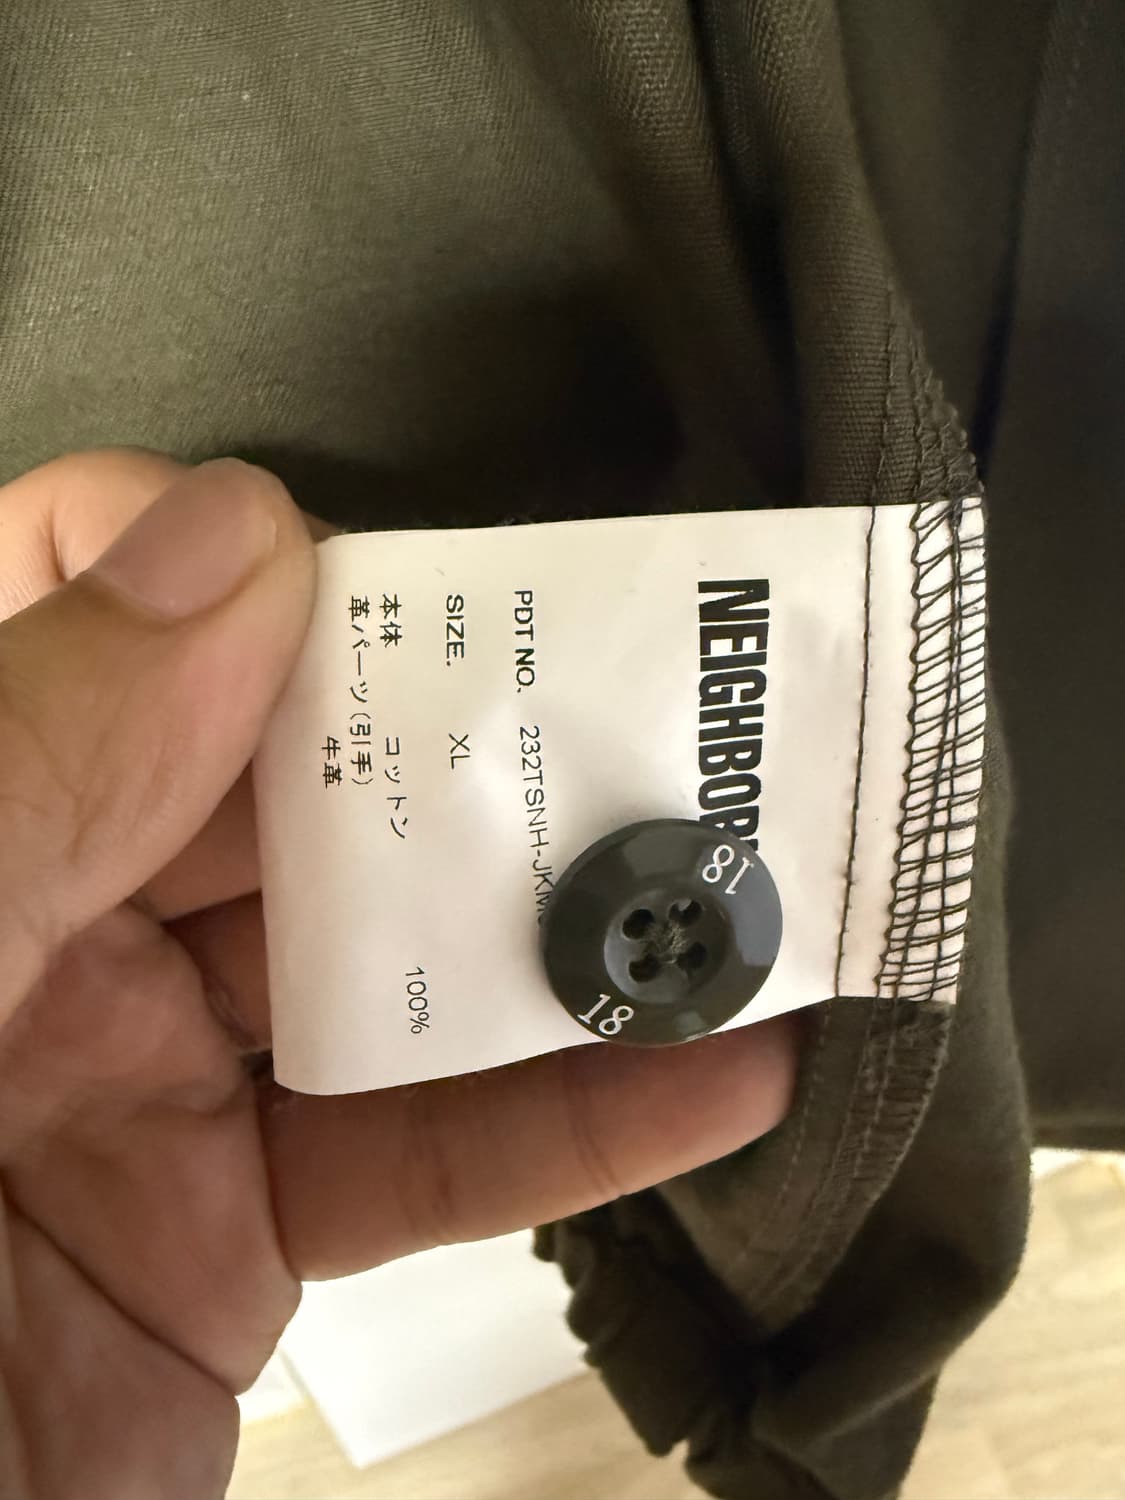 NEIGHBOR
PDT NO. 232TSNH-JKM
SIZE. XL
本体 コットン 100%
革パーツ(引手)
牛革
18
18